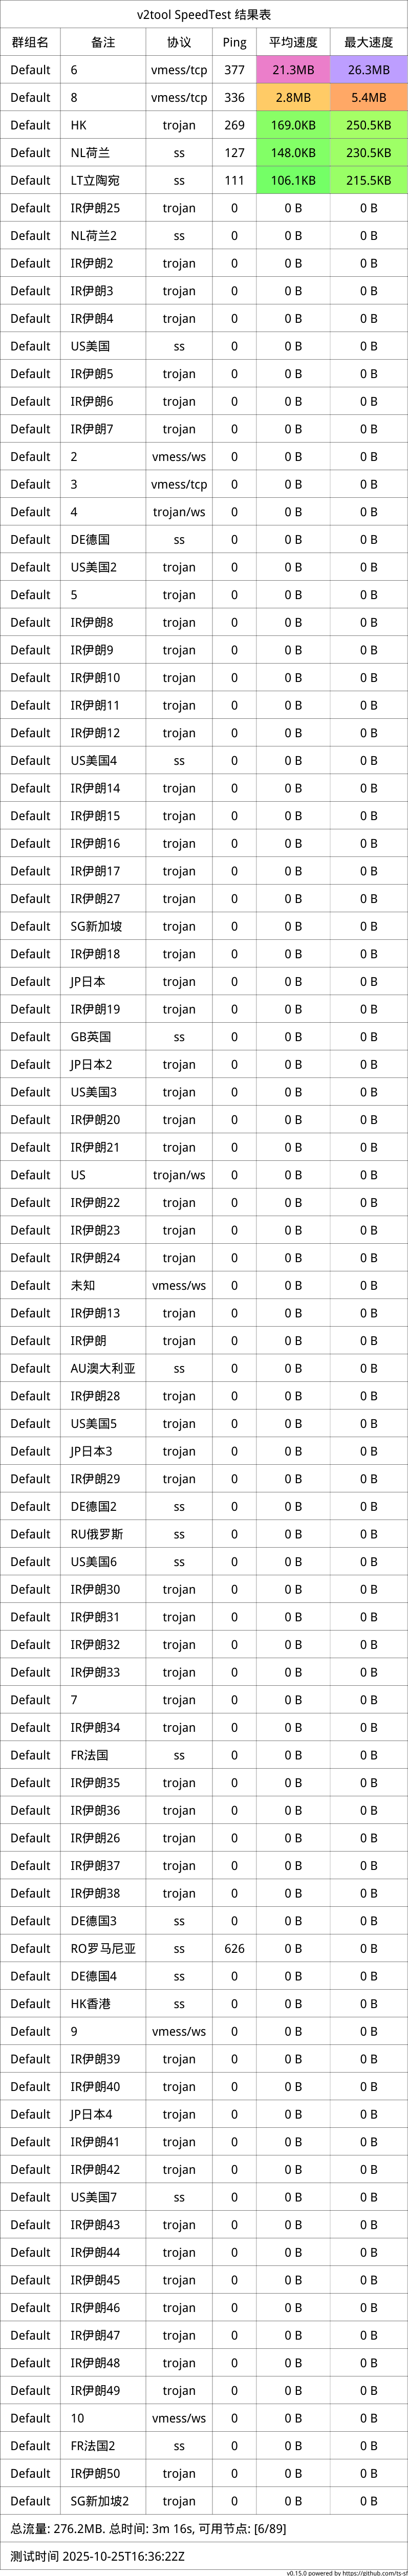 v2tool SpeedTest 结果表
群组名 备注 协议 Ping 平均速度 最大速度
Default 6 vmess/tcp 377 21.3MB 26.3MB
Default 8 vmess/tcp 336 2.8MB 5.4MB
Default HK trojan 269 169.0KB 250.5KB
Default NL荷兰 ss 127 148.0KB 230.5KB
Default LT立陶宛 ss 111 106.1KB 215.5KB
Default IR伊朗25 trojan 0 0 B 0 B
Default NL荷兰2 ss 0 0 B 0 B
Default IR伊朗2 trojan 0 0 B 0 B
Default IR伊朗3 trojan 0 0 B 0 B
Default IR伊朗4 trojan 0 0 B 0 B
Default US美国 ss 0 0 B 0 B
Default IR伊朗5 trojan 0 0 B 0 B
Default IR伊朗6 trojan 0 0 B 0 B
Default IR伊朗7 trojan 0 0 B 0 B
Default 2 vmess/ws 0 0 B 0 B
Default 3 vmess/tcp 0 0 B 0 B
Default 4 trojan/ws 0 0 B 0 B
Default DE德国 ss 0 0 B 0 B
Default US美国2 trojan 0 0 B 0 B
Default 5 trojan 0 0 B 0 B
Default IR伊朗8 trojan 0 0 B 0 B
Default IR伊朗9 trojan 0 0 B 0 B
Default IR伊朗10 trojan 0 0 B 0 B
Default IR伊朗11 trojan 0 0 B 0 B
Default IR伊朗12 trojan 0 0 B 0 B
Default US美国4 ss 0 0 B 0 B
Default IR伊朗14 trojan 0 0 B 0 B
Default IR伊朗15 trojan 0 0 B 0 B
Default IR伊朗16 trojan 0 0 B 0 B
Default IR伊朗17 trojan 0 0 B 0 B
Default IR伊朗27 trojan 0 0 B 0 B
Default SG新加坡 trojan 0 0 B 0 B
Default IR伊朗18 trojan 0 0 B 0 B
Default JP日本 trojan 0 0 B 0 B
Default IR伊朗19 trojan 0 0 B 0 B
Default GB英国 ss 0 0 B 0 B
Default JP日本2 trojan 0 0 B 0 B
Default US美国3 trojan 0 0 B 0 B
Default IR伊朗20 trojan 0 0 B 0 B
Default IR伊朗21 trojan 0 0 B 0 B
Default US trojan/ws 0 0 B 0 B
Default IR伊朗22 trojan 0 0 B 0 B
Default IR伊朗23 trojan 0 0 B 0 B
Default IR伊朗24 trojan 0 0 B 0 B
Default 未知 vmess/ws 0 0 B 0 B
Default IR伊朗13 trojan 0 0 B 0 B
Default IR伊朗 trojan 0 0 B 0 B
Default AU澳大利亚 ss 0 0 B 0 B
Default IR伊朗28 trojan 0 0 B 0 B
Default US美国5 trojan 0 0 B 0 B
Default JP日本3 trojan 0 0 B 0 B
Default IR伊朗29 trojan 0 0 B 0 B
Default DE德国2 ss 0 0 B 0 B
Default RU俄罗斯 ss 0 0 B 0 B
Default US美国6 ss 0 0 B 0 B
Default IR伊朗30 trojan 0 0 B 0 B
Default IR伊朗31 trojan 0 0 B 0 B
Default IR伊朗32 trojan 0 0 B 0 B
Default IR伊朗33 trojan 0 0 B 0 B
Default 7 trojan 0 0 B 0 B
Default IR伊朗34 trojan 0 0 B 0 B
Default FR法国 ss 0 0 B 0 B
Default IR伊朗35 trojan 0 0 B 0 B
Default IR伊朗36 trojan 0 0 B 0 B
Default IR伊朗26 trojan 0 0 B 0 B
Default IR伊朗37 trojan 0 0 B 0 B
Default IR伊朗38 trojan 0 0 B 0 B
Default DE德国3 ss 0 0 B 0 B
Default RO罗马尼亚 ss 626 0 B 0 B
Default DE德国4 ss 0 0 B 0 B
Default HK香港 ss 0 0 B 0 B
Default 9 vmess/ws 0 0 B 0 B
Default IR伊朗39 trojan 0 0 B 0 B
Default IR伊朗40 trojan 0 0 B 0 B
Default JP日本4 trojan 0 0 B 0 B
Default IR伊朗41 trojan 0 0 B 0 B
Default IR伊朗42 trojan 0 0 B 0 B
Default US美国7 ss 0 0 B 0 B
Default IR伊朗43 trojan 0 0 B 0 B
Default IR伊朗44 trojan 0 0 B 0 B
Default IR伊朗45 trojan 0 0 B 0 B
Default IR伊朗46 trojan 0 0 B 0 B
Default IR伊朗47 trojan 0 0 B 0 B
Default IR伊朗48 trojan 0 0 B 0 B
Default IR伊朗49 trojan 0 0 B 0 B
Default 10 vmess/ws 0 0 B 0 B
Default FR法国2 ss 0 0 B 0 B
Default IR伊朗50 trojan 0 0 B 0 B
Default SG新加坡2 trojan 0 0 B 0 B
总流量: 276.2MB. 总时间: 3m 16s, 可用节点: [6/89]
测试时间 2025-10-25T16:36:22Z
v0.15.0 powered by https://github.com/ts-sf